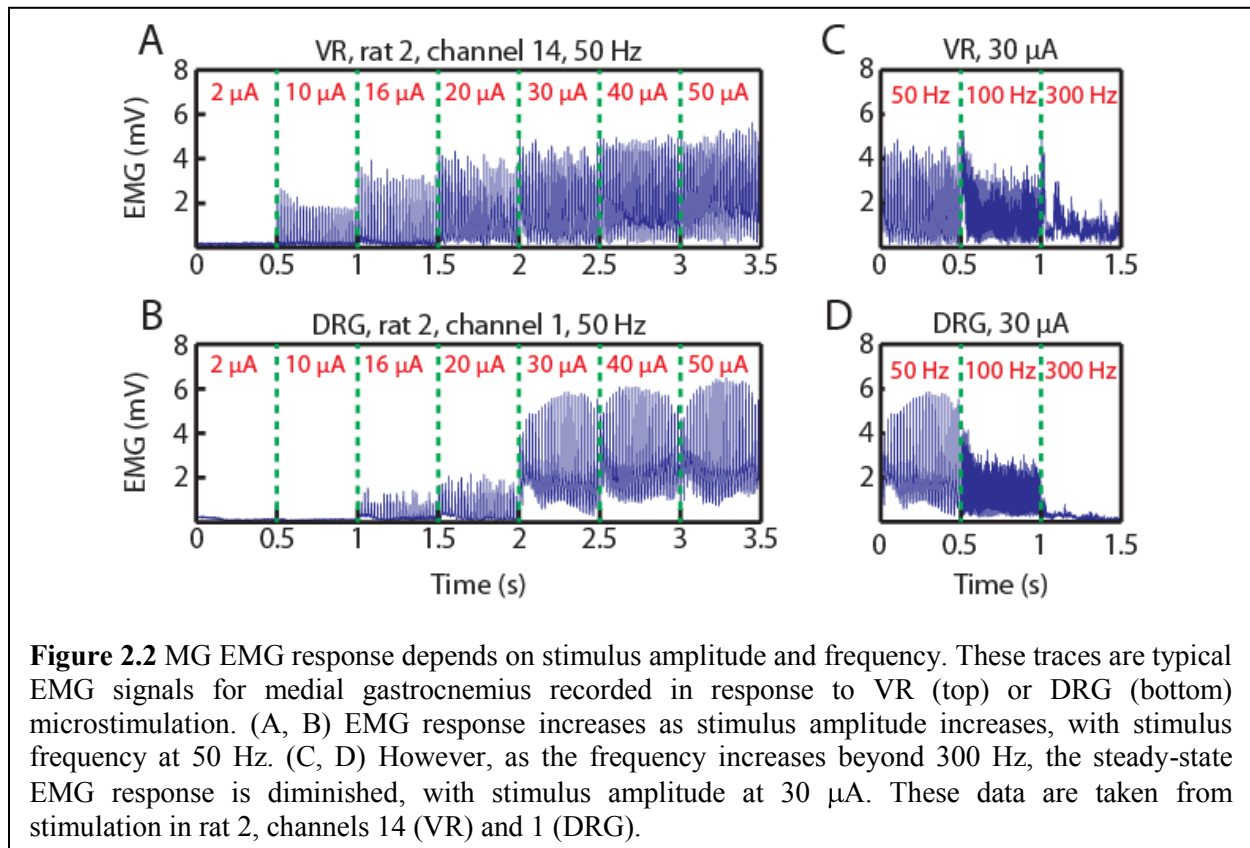 A
VR, rat 2, channel 14, 50 Hz
8
6
4
2
EMG (mV)
2 μA 10 μA 16 μA 20 μA 30 μA 40 μA 50 μA
0 0.5 1 1.5 2 2.5 3 3.5
C
VR, 30 μA
8
6
4
2
50 Hz 100 Hz 300 Hz
0 0.5 1 1.5
B
DRG, rat 2, channel 1, 50 Hz
8
6
4
2
EMG (mV)
2 μA 10 μA 16 μA 20 μA 30 μA 40 μA 50 μA
0 0.5 1 1.5 2 2.5 3 3.5
Time (s)
D
DRG, 30 μA
8
6
4
2
50 Hz 100 Hz 300 Hz
0 0.5 1 1.5
Time (s)
Figure 2.2 MG EMG response depends on stimulus amplitude and frequency. These traces are typical
EMG signals for medial gastrocnemius recorded in response to VR (top) or DRG (bottom)
microstimulation. (A, B) EMG response increases as stimulus amplitude increases, with stimulus
frequency at 50 Hz. (C, D) However, as the frequency increases beyond 300 Hz, the steady-state
EMG response is diminished, with stimulus amplitude at 30 μA. These data are taken from
stimulation in rat 2, channels 14 (VR) and 1 (DRG).